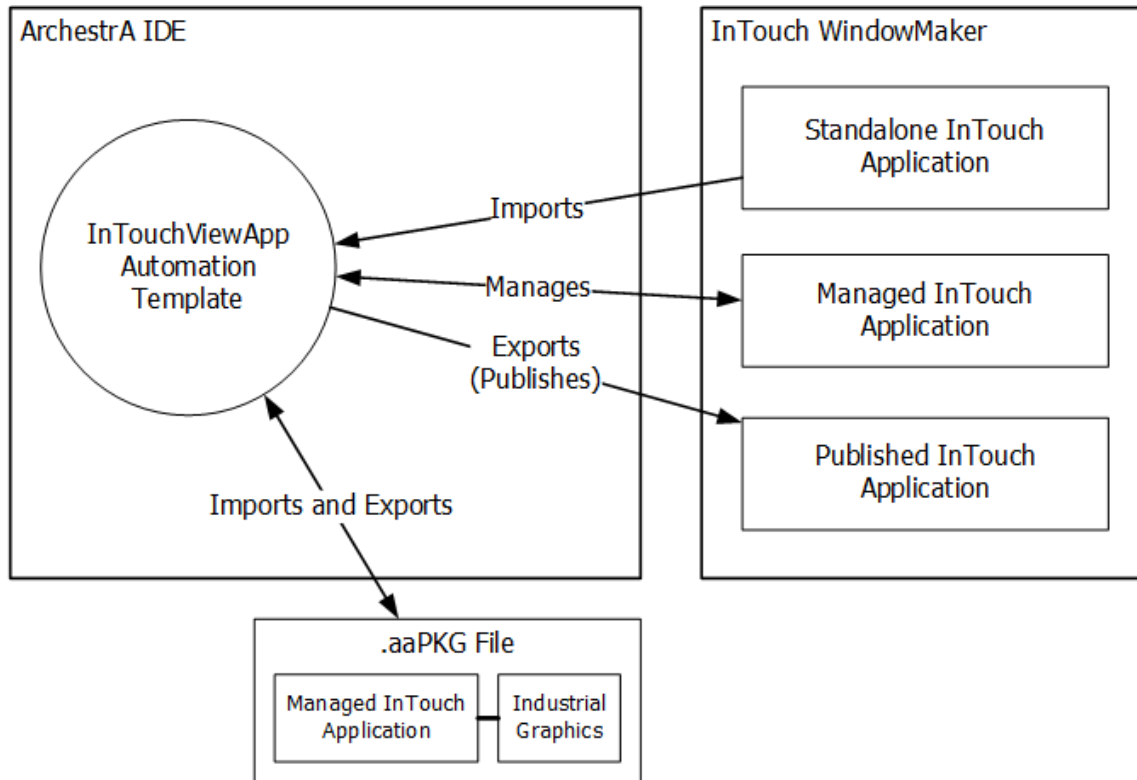 ArchestrA IDE
InTouch WindowMaker
Standalone InTouch
Application
Imports
InTouchViewApp
Automation
Template
Manages
Managed InTouch
Application
Exports
(Publishes)
Published InTouch
Application
Imports and Exports
.aaPKG File
Managed InTouch
Application
Industrial
Graphics